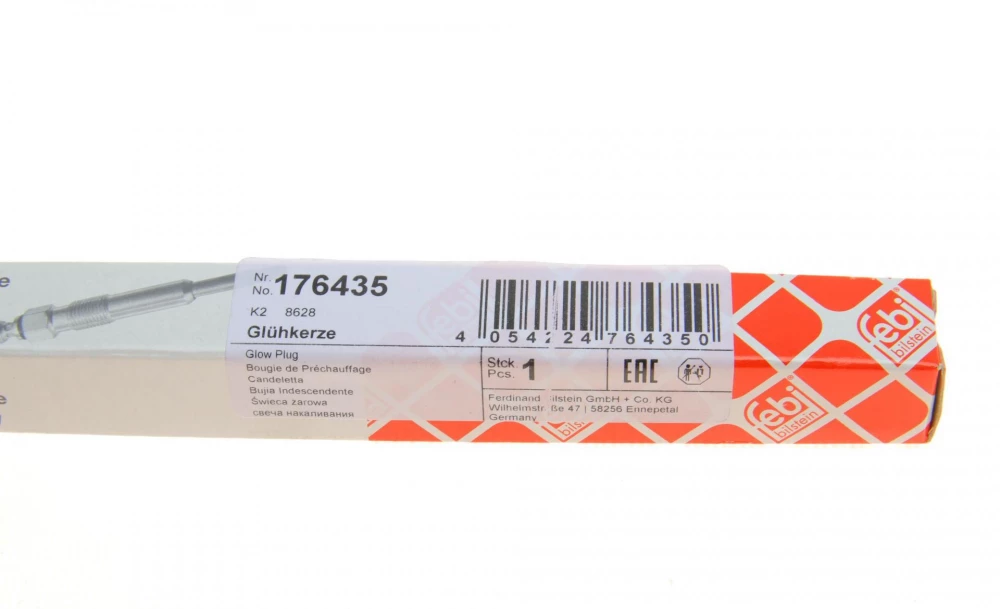 e
Nr.
No. 176435
K2 8628
Glühkerze
4 054224 764350
Glow Plug
Bougie de Préchauffage
Candeletta
Bujia Indescendente
Świeca żarowa
свеча накаливания
Stck.
Pcs. 1
EAC
Ferdinand Bilstein GmbH + Co. KG
Wilhelmstraße 47 | 58256 Ennepetal
Germany
febi
bilstein
febi
bilstein
bilstein
e